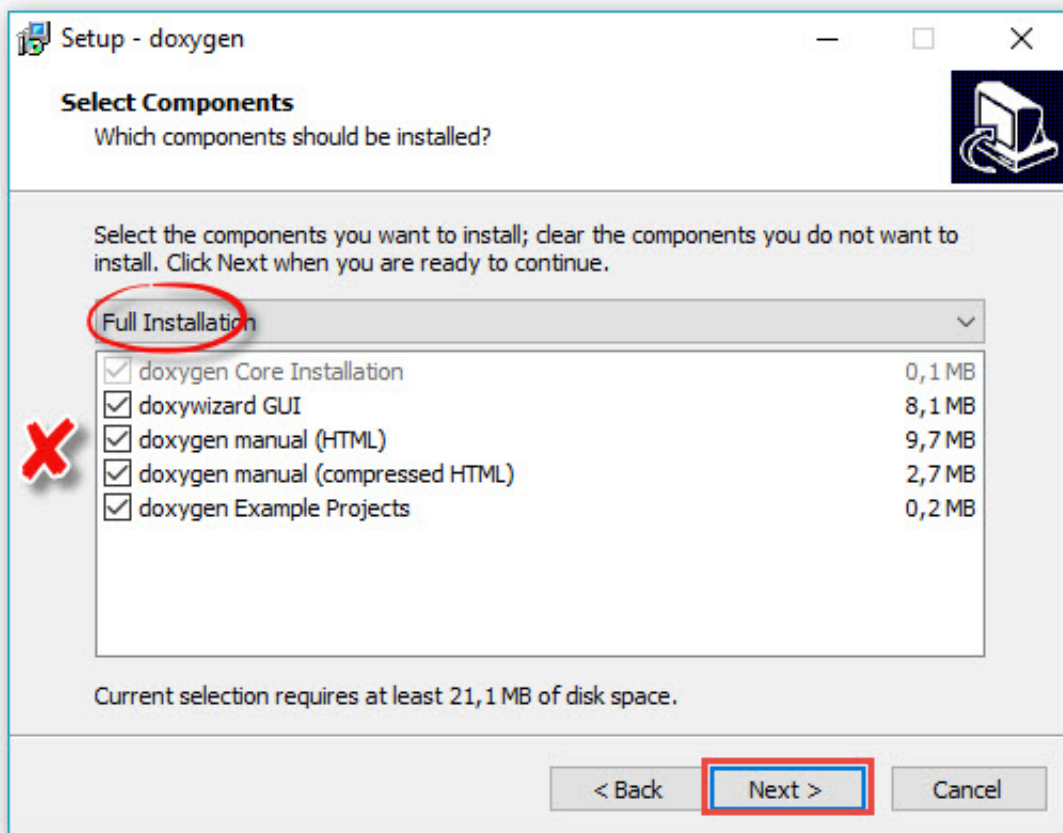 Setup - doxygen
Select Components
Which components should be installed?
Select the components you want to install; clear the components you do not want to
install. Click Next when you are ready to continue.
Full Installation
doxygen Core Installation 0,1 MB
doxywizard GUI 8,1 MB
doxygen manual (HTML) 9,7 MB
doxygen manual (compressed HTML) 2,7 MB
doxygen Example Projects 0,2 MB
Current selection requires at least 21,1 MB of disk space.
< Back Next > Cancel